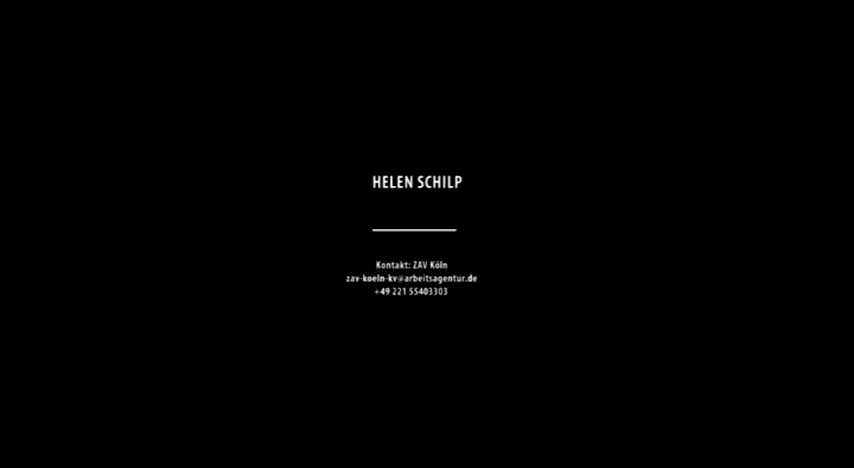 HELEN SCHILP
Kontakt: ZAV Köln
zav-koeln-kv@arbeitsagentur.de
+49 221 55403303